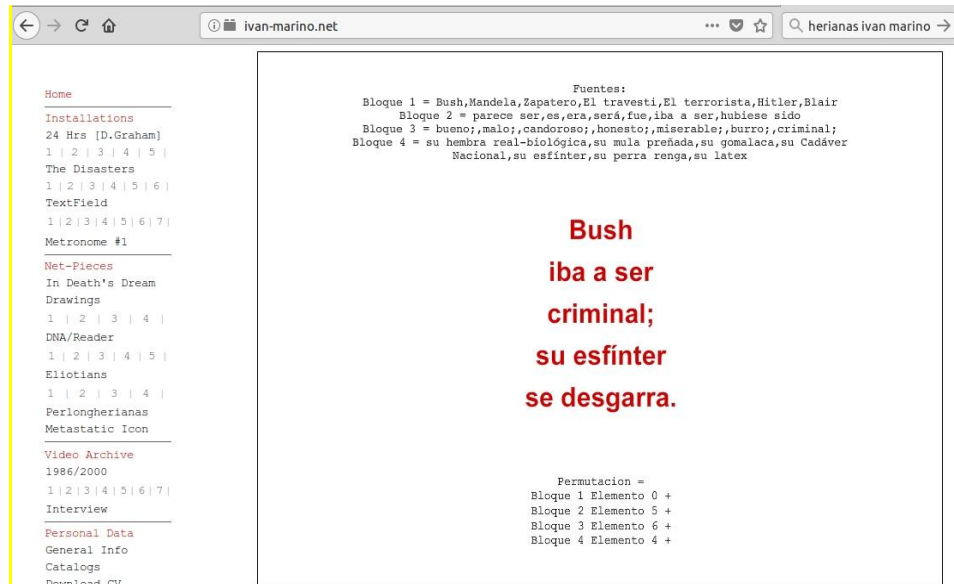 ivan-marino.net
herianas ivan marino
Home
Installations
24 Hrs [D.Graham]
1 | 2 | 3 | 4 | 5 |
The Disasters
1 | 2 | 3 | 4 | 5 | 6 |
TextField
1 | 2 | 3 | 4 | 5 | 6 | 7 |
Metronome #1
Net-Pieces
In Death's Dream
Drawings
1 | 2 | 3 | 4 |
DNA/Reader
1 | 2 | 3 | 4 | 5 |
Eliotians
1 | 2 | 3 | 4 |
Perlongherianas
Metastatic Icon
Video Archive
1986/2000
1 | 2 | 3 | 4 | 5 | 6 | 7 |
Interview
Personal Data
General Info
Catalogs
Download CV
Fuentes:
Bloque 1 = Bush,Mandela,Zapatero,El travesti,El terrorista,Hitler,Blair
Bloque 2 = parece ser,es,era,será,fue,iba a ser,hubiese sido
Bloque 3 = bueno;,malo;,candoroso;,honesto;,miserable;,burro;,criminal;
Bloque 4 = su hembra real-biológica,su mula preñada,su gomalaca,su Cadáver
Nacional,su esfínter,su perra renga,su latex
Bush
iba a ser
criminal;
su esfínter
se desgarra.
Permutacion =
Bloque 1 Elemento 0 +
Bloque 2 Elemento 5 +
Bloque 3 Elemento 6 +
Bloque 4 Elemento 4 +